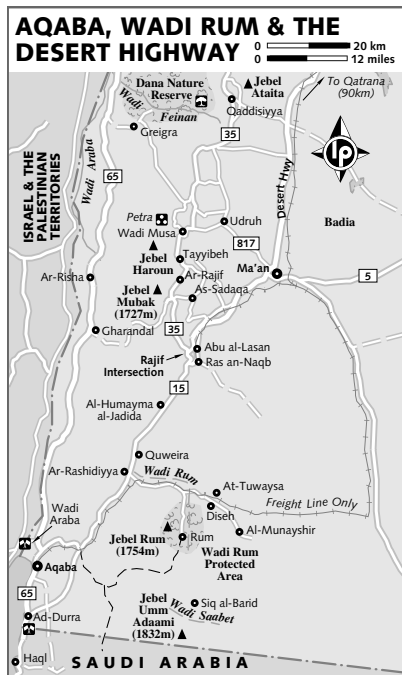 AQABA, WADI RUM & THE
DESERT HIGHWAY
0 20 km
0 12 miles
Dana Nature
Reserve
Jebel
Ataita
To Qatrana
(90km)
Wadi
Feinan
Qaddisiyya
Greigra
35
65
Wadi Araba
ISRAEL & THE
PALESTINIAN
TERRITORIES
Desert Hwy
lp
Petra
Udruh
Badia
Wadi Musa
817
Jebel
Haroun
Tayyibeh
Ma'an
5
Ar-Risha
Ar-Rajif
As-Sadaqa
Jebel
Mubak
(1727m)
Gharandal
35
Abu al-Lasan
Rajif
Intersection
Ras an-Naqb
15
Al-Humayma
al-Jadida
Quweira
Ar-Rashidiyya
Wadi Rum
At-Tuwaysa
Freight Line Only
Diseh
Wadi
Araba
Jebel Rum
(1754m)
Rum
Al-Munayshir
Wadi Rum
Protected
Area
Aqaba
65
Jebel
Umm
Adaami
(1832m)
Siq al-Barid
Wadi Saabet
Ad-Durra
Haql
SAUDI ARABIA